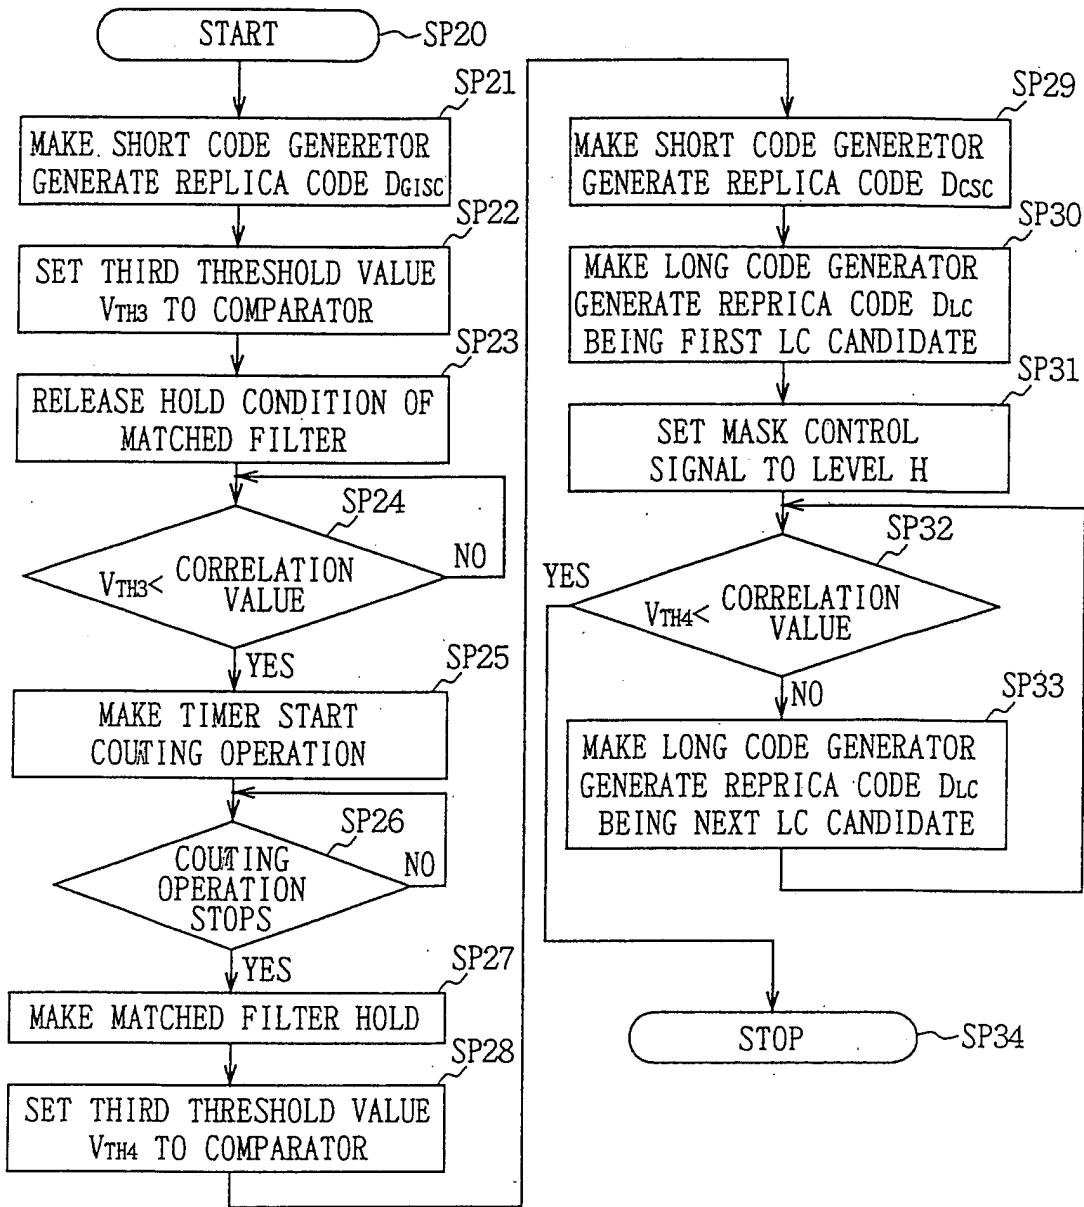 START
SP20
SP21
MAKE. SHORT CODE GENERETOR
GENERATE REPLICA CODE DGISC
SP22
SET THIRD THRESHOLD VALUE
VTH3 TO COMPARATOR
SP23
RELEASE HOLD CONDITION OF
MATCHED FILTER
SP24
VTH3< CORRELATION
VALUE
NO
YES
SP25
MAKE TIMER START
COUTING OPERATION
SP26
COUTING
OPERATION
STOPS
NO
YES
SP27
MAKE MATCHED FILTER HOLD
SP28
SET THIRD THRESHOLD VALUE
VTH4 TO COMPARATOR
SP29
MAKE SHORT CODE GENERETOR
GENERATE REPLICA CODE DCSC
SP30
MAKE LONG CODE GENERATOR
GENERATE REPRICA CODE DLC
BEING FIRST LC CANDIDATE
SP31
SET MASK CONTROL
SIGNAL TO LEVEL H
SP32
YES
VTH4< CORRELATION
VALUE
NO
SP33
MAKE LONG CODE GENERATOR
GENERATE REPRICA CODE DLC
BEING NEXT LC CANDIDATE
STOP
SP34